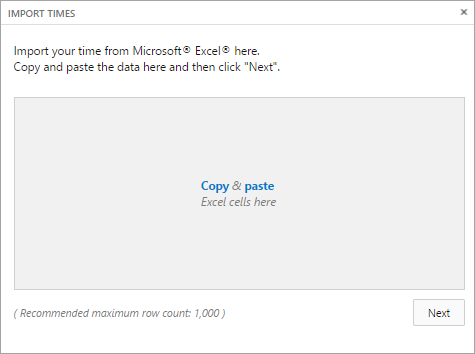 IMPORT TIMES
Import your time from Microsoft® Excel® here.
Copy and paste the data here and then click "Next".
Copy & paste
Excel cells here
( Recommended maximum row count: 1,000 )
Next